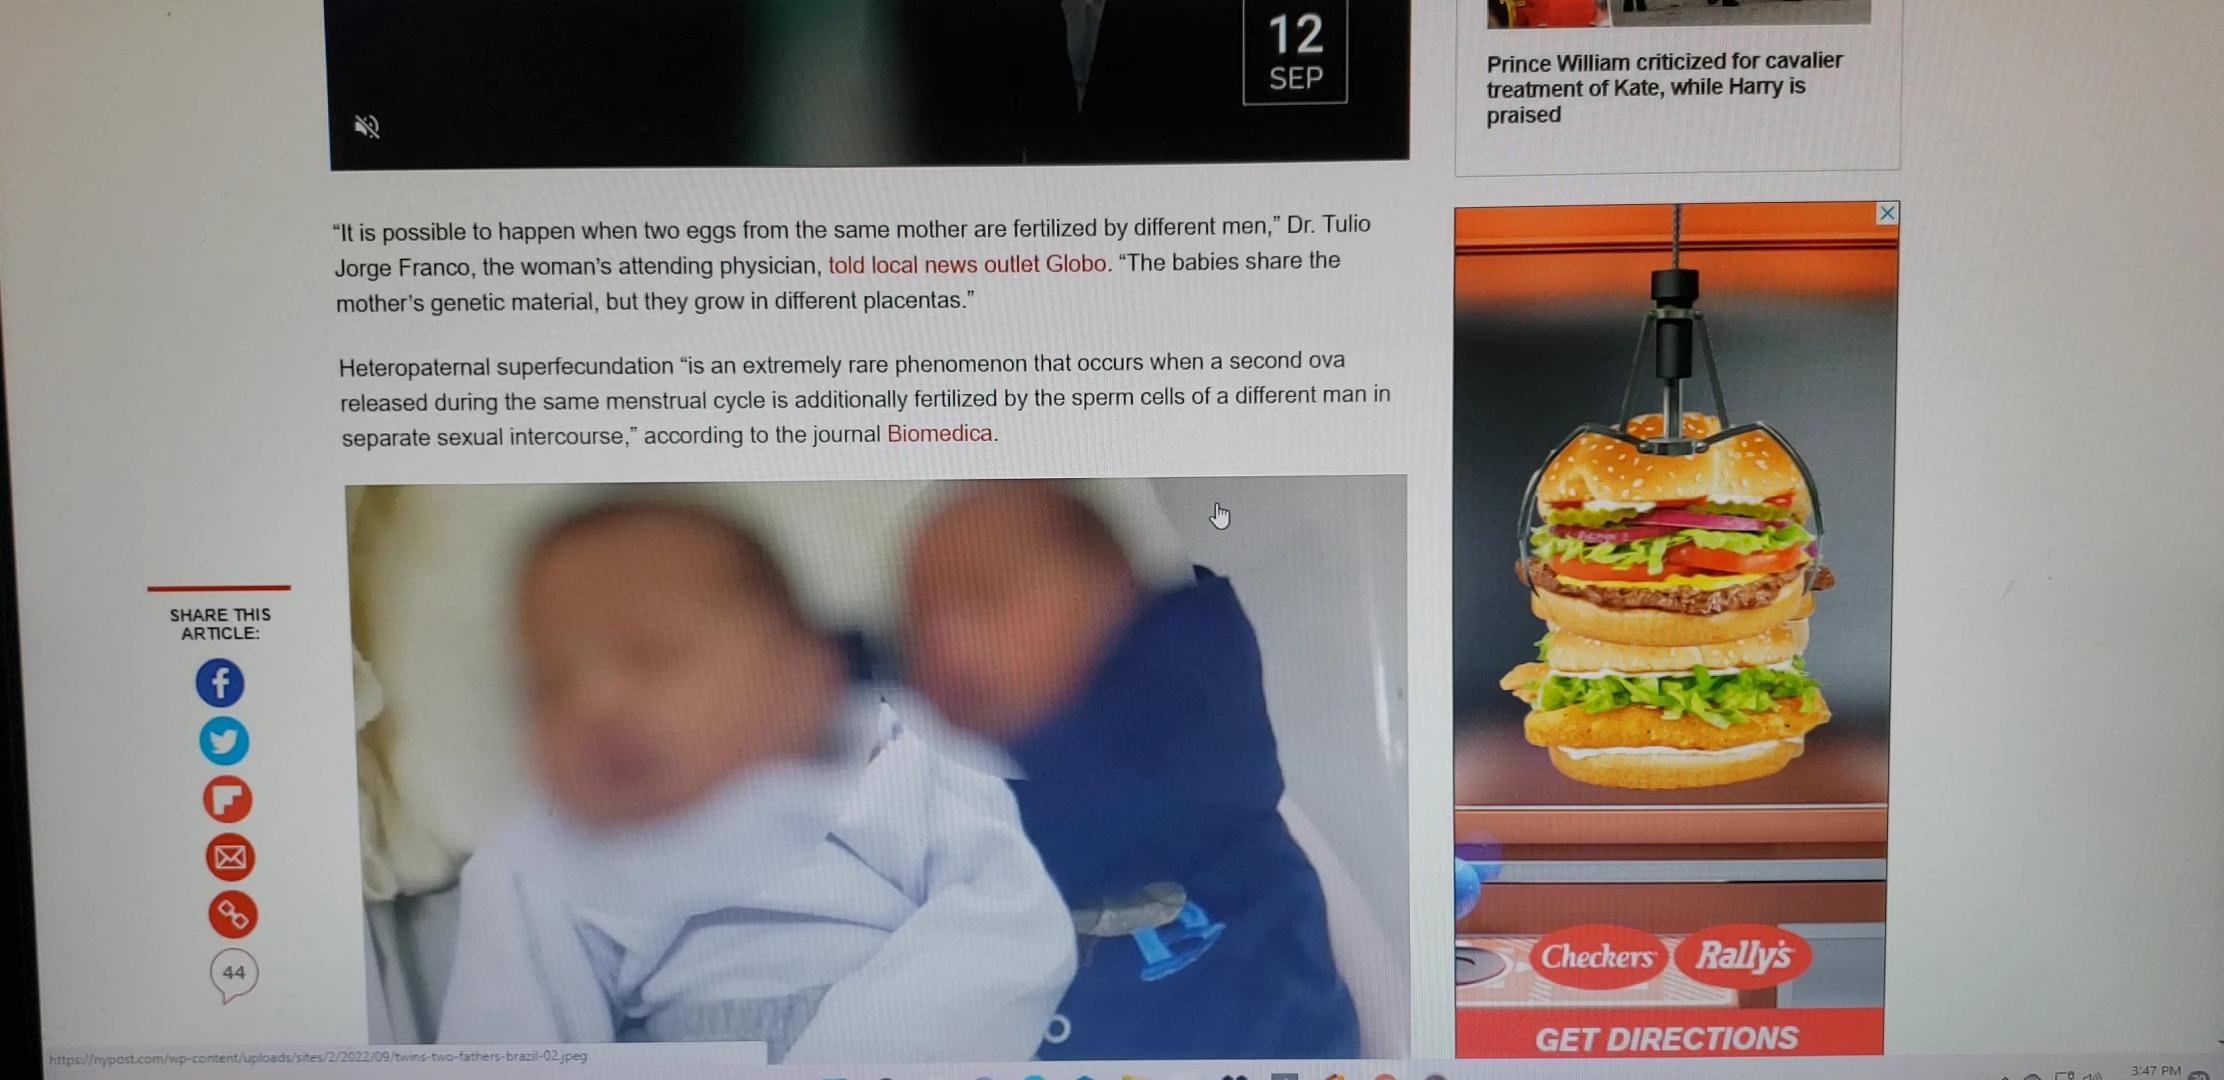 12
SEP
Prince William criticized for cavalier
treatment of Kate, while Harry is
praised
“It is possible to happen when two eggs from the same mother are fertilized by different men,” Dr. Tulio
Jorge Franco, the woman’s attending physician, told local news outlet Globo. “The babies share the
mother’s genetic material, but they grow in different placentas.”
Heteropaternal superfecundation “is an extremely rare phenomenon that occurs when a second ova
released during the same menstrual cycle is additionally fertilized by the sperm cells of a different man in
separate sexual intercourse,” according to the journal Biomedica.
SHARE THIS
ARTICLE:
44
Checkers Rally's
GET DIRECTIONS
https://nypost.com/wp-content/uploads/sites/2/2022/09/twins-two-fathers-brazil-02.jpeg
3:47 PM